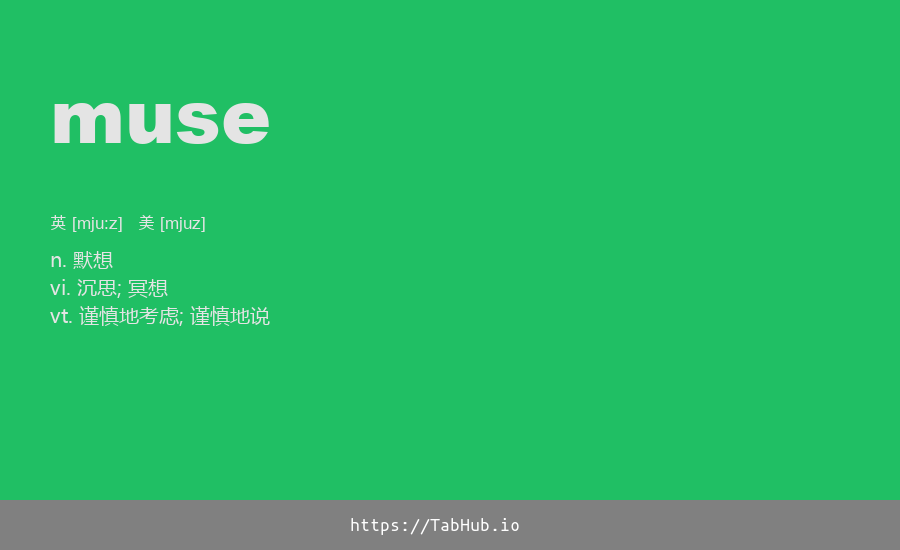 muse
英 [mju:z] 美 [mjuz]
n. 默想
vi. 沉思; 冥想
vt. 谨慎地考虑; 谨慎地说
https://TabHub.io